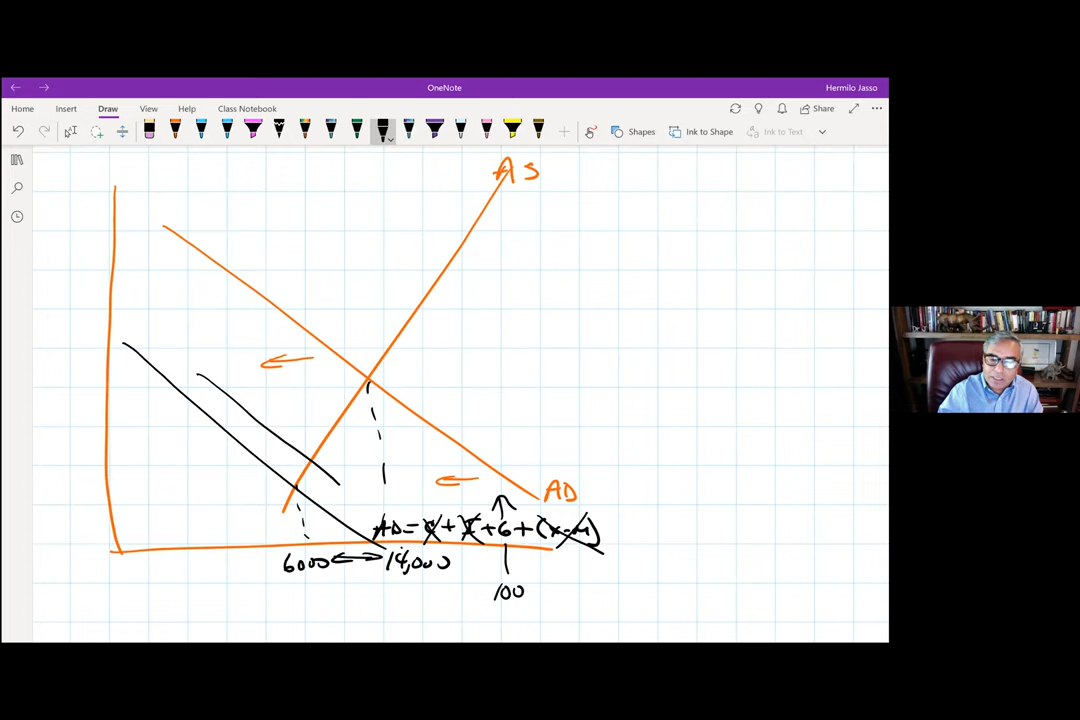 OneNote
Hermilo Jasso
Home Insert Draw View Help Class Notebook
Share
Shapes Ink to Shape Ink to Text
AS
AD
AD = C + I + G + (X-M)
6000 14,000
100